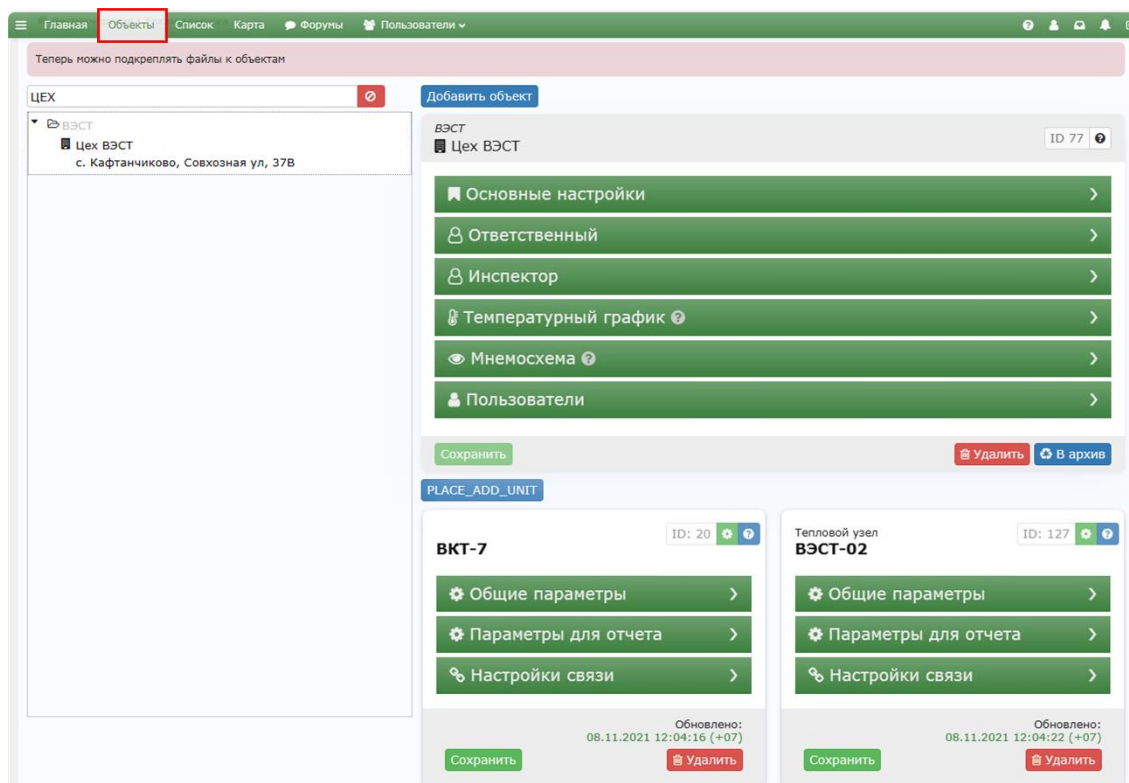 Главная Объекты Список Карта Форумы Пользователи
Теперь можно подкреплять файлы к объектам
ЦЕХ
Добавить объект
ВЭСТ
Цех ВЭСТ
с. Кафтанчиково, Совхозная ул, 37В
ВЭСТ
Цех ВЭСТ
ID 77
Основные настройки
Ответственный
Инспектор
Температурный график
Мнемосхема
Пользователи
Сохранить
Удалить
В архив
PLACE_ADD_UNIT
ВКТ-7
ID: 20
Общие параметры
Параметры для отчета
Настройки связи
Обновлено:
08.11.2021 12:04:16 (+07)
Сохранить
Удалить
Тепловой узел
ВЭСТ-02
ID: 127
Общие параметры
Параметры для отчета
Настройки связи
Обновлено:
08.11.2021 12:04:22 (+07)
Сохранить
Удалить